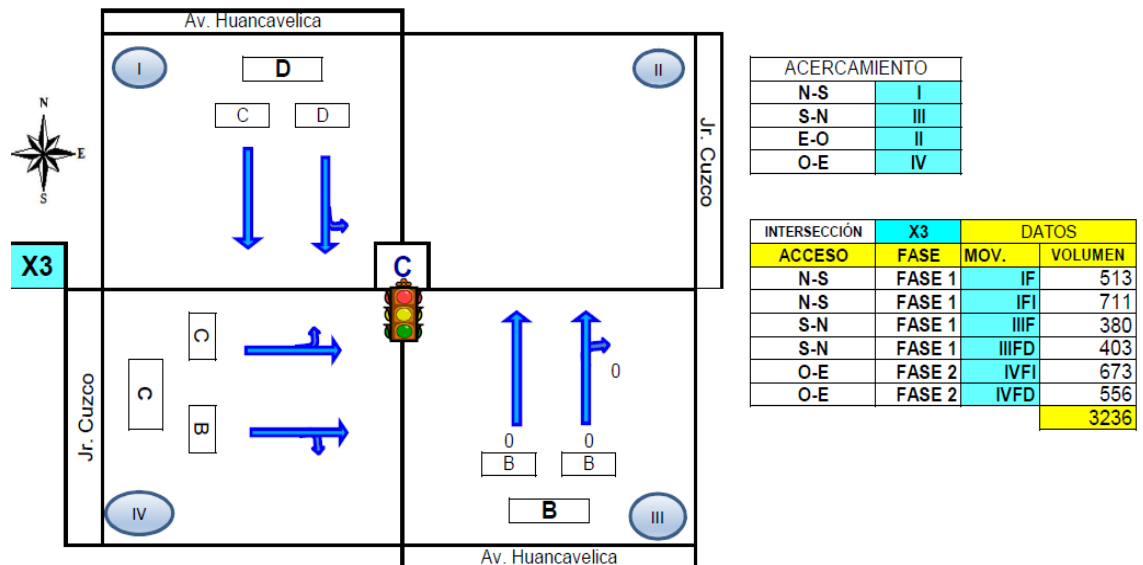 Av. Huancavelica
I
D
II
C
D
N
E
S
Jr. Cuzco
X3
C
C
C
B
Jr. Cuzco
0
0
0
B
B
B
IV
III
Av. Huancavelica
ACERCAMIENTO
N-S I
S-N III
E-O II
O-E IV
INTERSECCIÓN X3 DATOS
ACCESO FASE MOV. VOLUMEN
N-S FASE 1 IF 513
N-S FASE 1 IFI 711
S-N FASE 1 IIIF 380
S-N FASE 1 IIIFD 403
O-E FASE 2 IVFI 673
O-E FASE 2 IVFD 556
3236